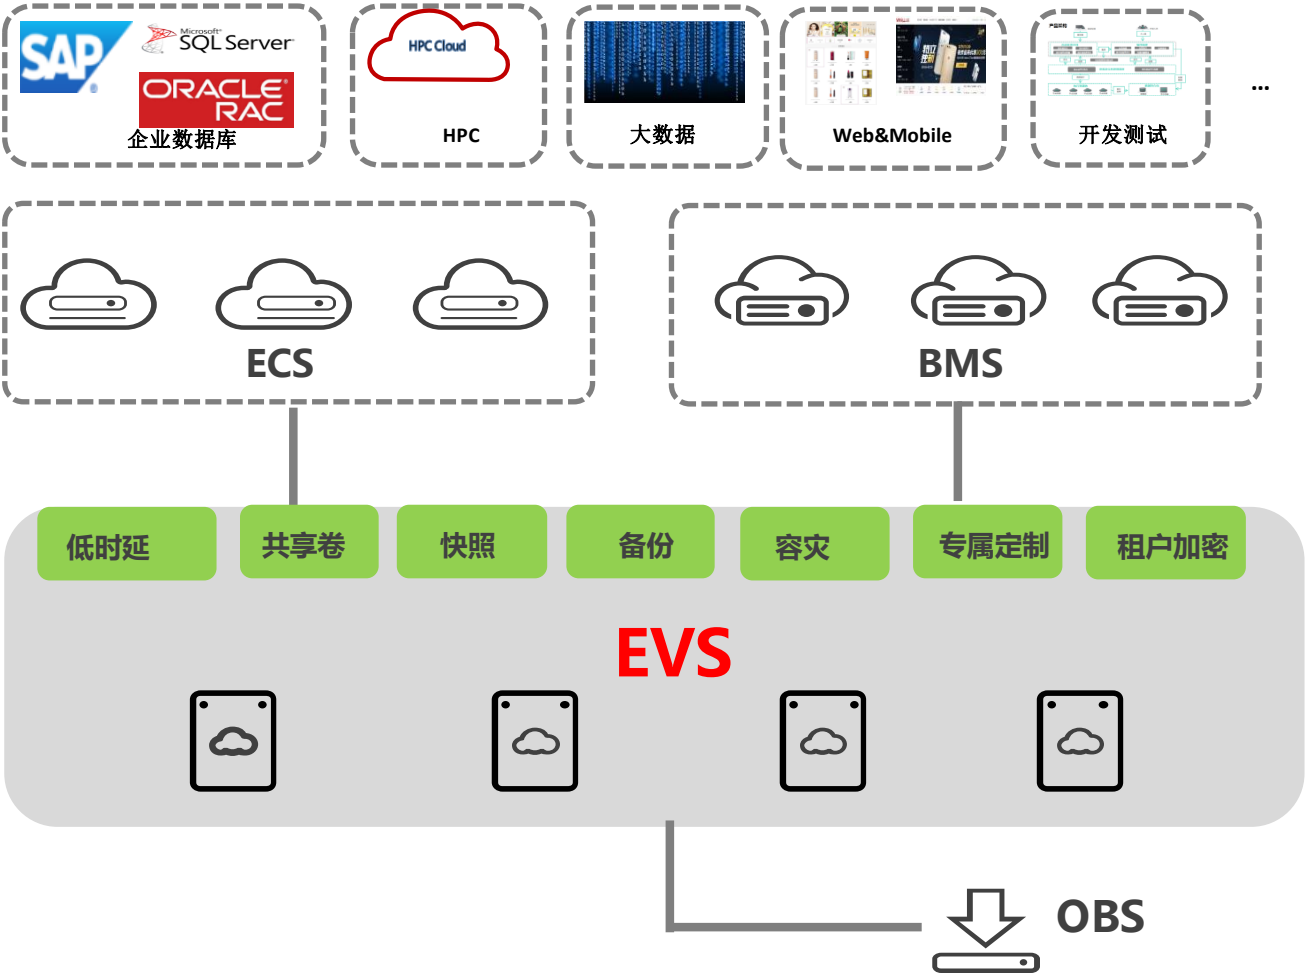 SAP
®
Microsoft®
SQL Server
ORACLE
RAC
企业数据库
HPC Cloud
HPC
大数据
Web&Mobile
开发测试
...
ECS
BMS
低时延
共享卷
快照
备份
容灾
专属定制
租户加密
EVS
OBS